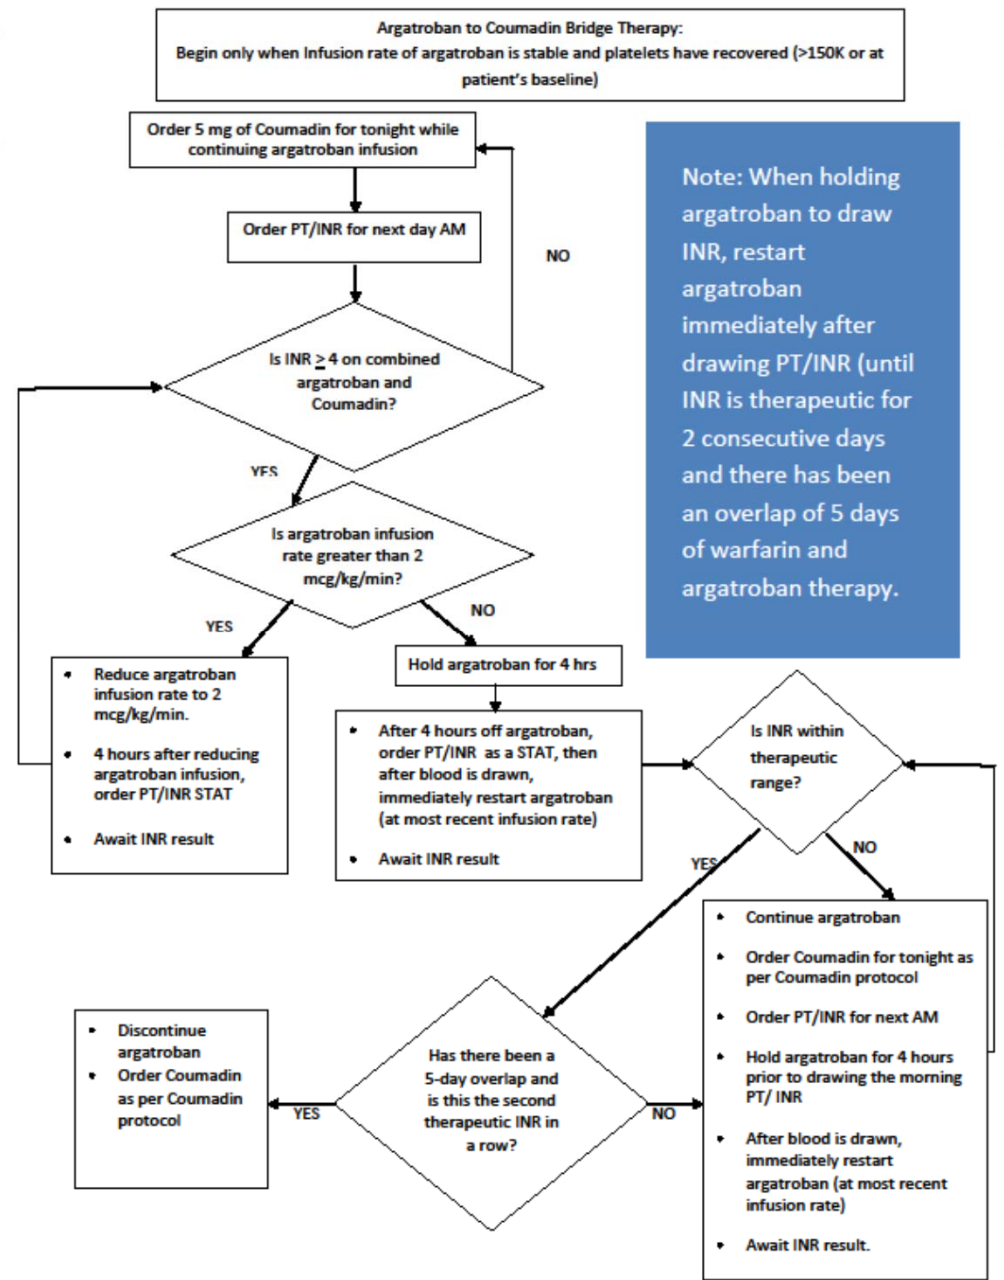 Argatroban to Coumadin Bridge Therapy:
Begin only when Infusion rate of argatroban is stable and platelets have recovered (>150K or at
patient's baseline)
Order 5 mg of Coumadin for tonight while
continuing argatroban infusion
Order PT/INR for next day AM
NO
Is INR ≥ 4 on combined
argatroban and
Coumadin?
YES
Is argatroban infusion
rate greater than 2
mcg/kg/min?
YES
NO
Note: When holding
argatroban to draw
INR, restart
argatroban
immediately after
drawing PT/INR (until
INR is therapeutic for
2 consecutive days
and there has been
an overlap of 5 days
of warfarin and
argatroban therapy.
• Reduce argatroban
infusion rate to 2
mcg/kg/min.
• 4 hours after reducing
argatroban infusion,
order PT/INR STAT
• Await INR result
Hold argatroban for 4 hrs
• After 4 hours off argatroban,
order PT/INR as a STAT, then
after blood is drawn,
immediately restart argatroban
(at most recent infusion rate)
• Await INR result
Is INR within
therapeutic
range?
YES
NO
• Continue argatroban
• Order Coumadin for tonight as
per Coumadin protocol
• Order PT/INR for next AM
• Hold argatroban for 4 hours
prior to drawing the morning
PT/ INR
• After blood is drawn,
immediately restart
argatroban (at most recent
infusion rate)
• Await INR result.
Has there been a
5-day overlap and
is this the second
therapeutic INR in
a row?
YES
NO
• Discontinue
argatroban
• Order Coumadin
as per Coumadin
protocol